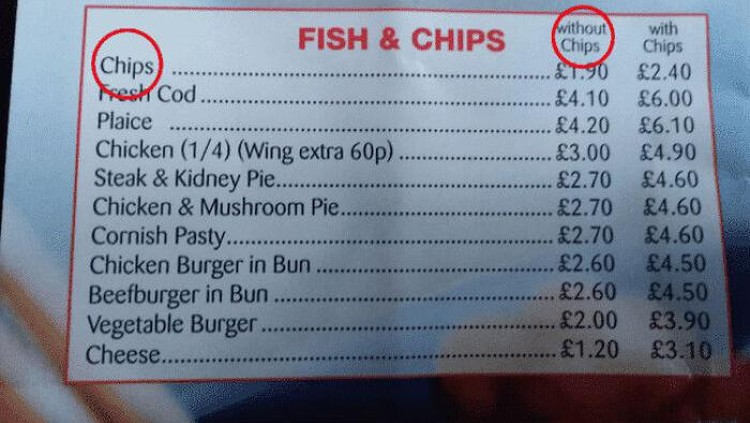 FISH & CHIPS without Chips with Chips
Chips ........ £1.90 £2.40
Fresh Cod ........ £4.10 £6.00
Plaice ........ £4.20 £6.10
Chicken (1/4) (Wing extra 60p) ........ £3.00 £4.90
Steak & Kidney Pie........ £2.70 £4.60
Chicken & Mushroom Pie........ £2.70 £4.60
Cornish Pasty........ £2.70 £4.60
Chicken Burger in Bun ........ £2.60 £4.50
Beefburger in Bun ........ £2.60 £4.50
Vegetable Burger ........ £2.00 £3.90
Cheese........ £1.20 £3.10